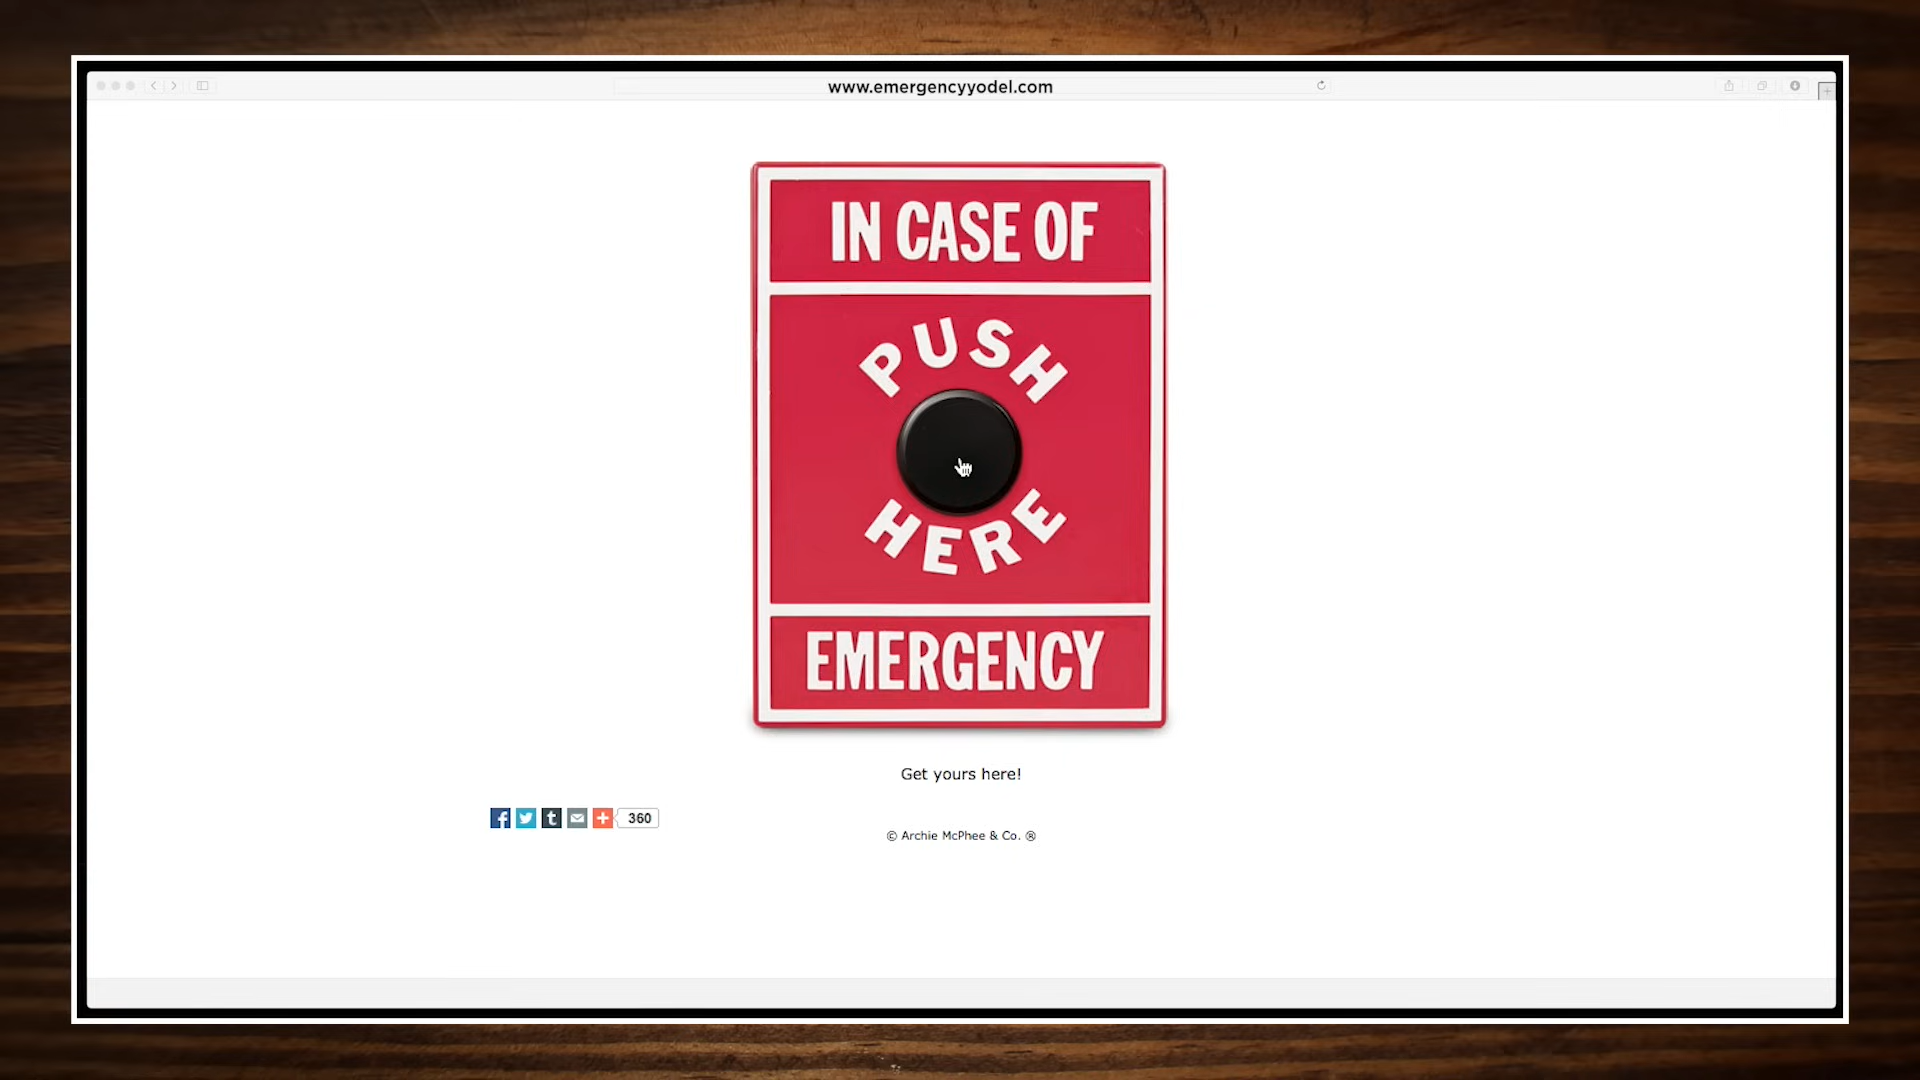 www.emergencyyodel.com
IN CASE OF
PUSH
HERE
EMERGENCY
Get yours here!
360
© Archie McPhee & Co. ®